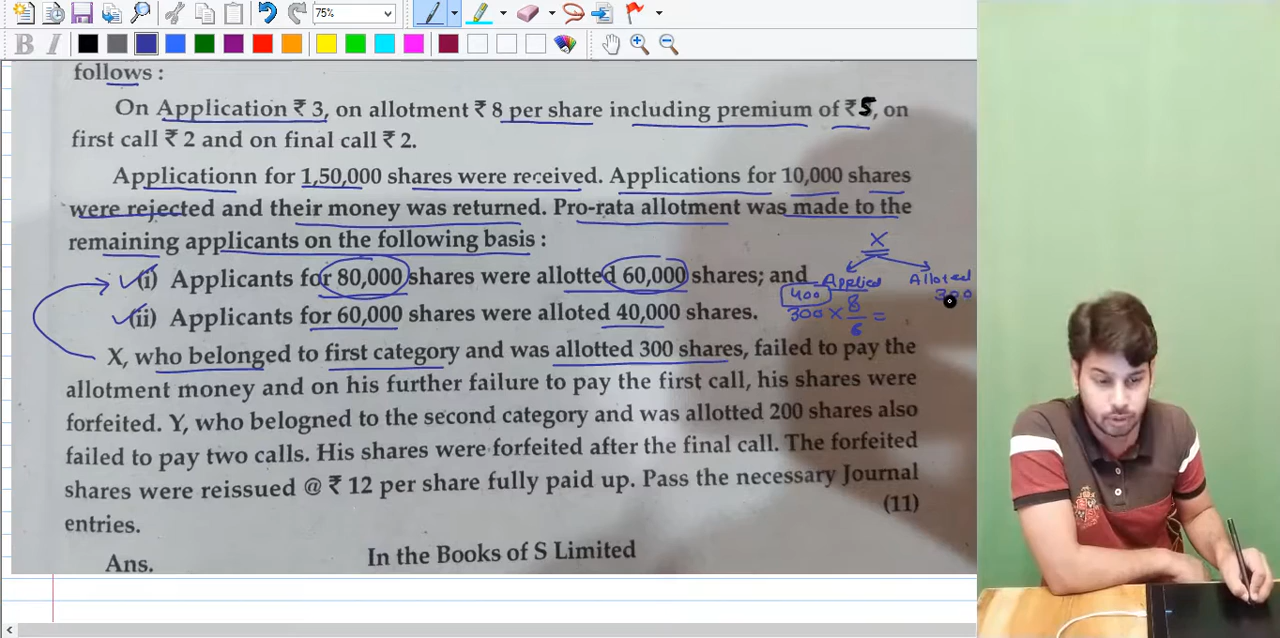 75%
B I
follows :
On Application ₹ 3, on allotment ₹ 8 per share including premium of ₹ 5, on
first call ₹ 2 and on final call ₹ 2.
Applicationn for 1,50,000 shares were received. Applications for 10,000 shares
were rejected and their money was returned. Pro-rata allotment was made to the
remaining applicants on the following basis :
X
(i) Applicants for 80,000 shares were allotted 60,000 shares; and
Applied Alloted
400 300
300 × 8/6 =
(ii) Applicants for 60,000 shares were alloted 40,000 shares.
X, who belonged to first category and was allotted 300 shares, failed to pay the
allotment money and on his further failure to pay the first call, his shares were
forfeited. Y, who belogned to the second category and was allotted 200 shares also
failed to pay two calls. His shares were forfeited after the final call. The forfeited
shares were reissued @ ₹ 12 per share fully paid up. Pass the necessary Journal
entries. (11)
Ans. In the Books of S Limited